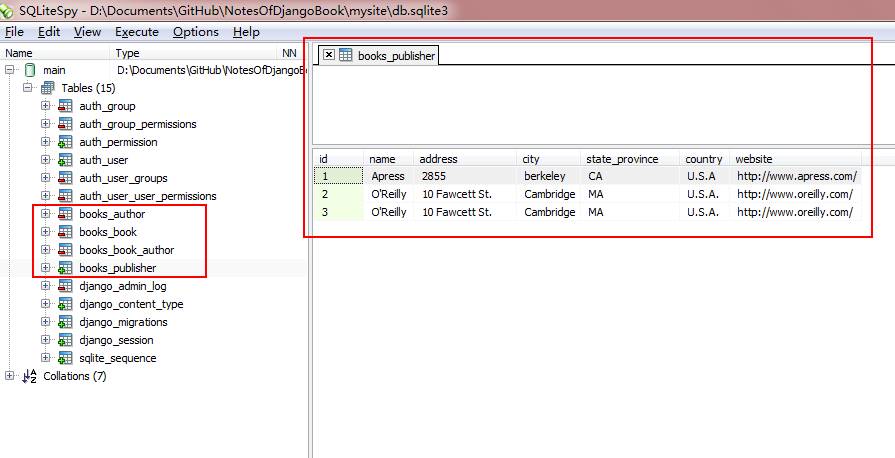 SQLiteSpy - D:\Documents\GitHub\NotesOfDjangoBook\mysite\db.sqlite3
File Edit View Execute Options Help
Name Type NN
main D:\Documents\GitHub\NotesOfDjangoBo
Tables (15)
auth_group
auth_group_permissions
auth_permission
auth_user
auth_user_groups
auth_user_user_permissions
books_author
books_book
books_book_author
books_publisher
django_admin_log
django_content_type
django_migrations
django_session
sqlite_sequence
Collations (7)
books_publisher
id name address city state_province country website
1 Apress 2855 berkeley CA U.S.A http://www.apress.com/
2 O'Reilly 10 Fawcett St. Cambridge MA U.S.A. http://www.oreilly.com/
3 O'Reilly 10 Fawcett St. Cambridge MA U.S.A. http://www.oreilly.com/